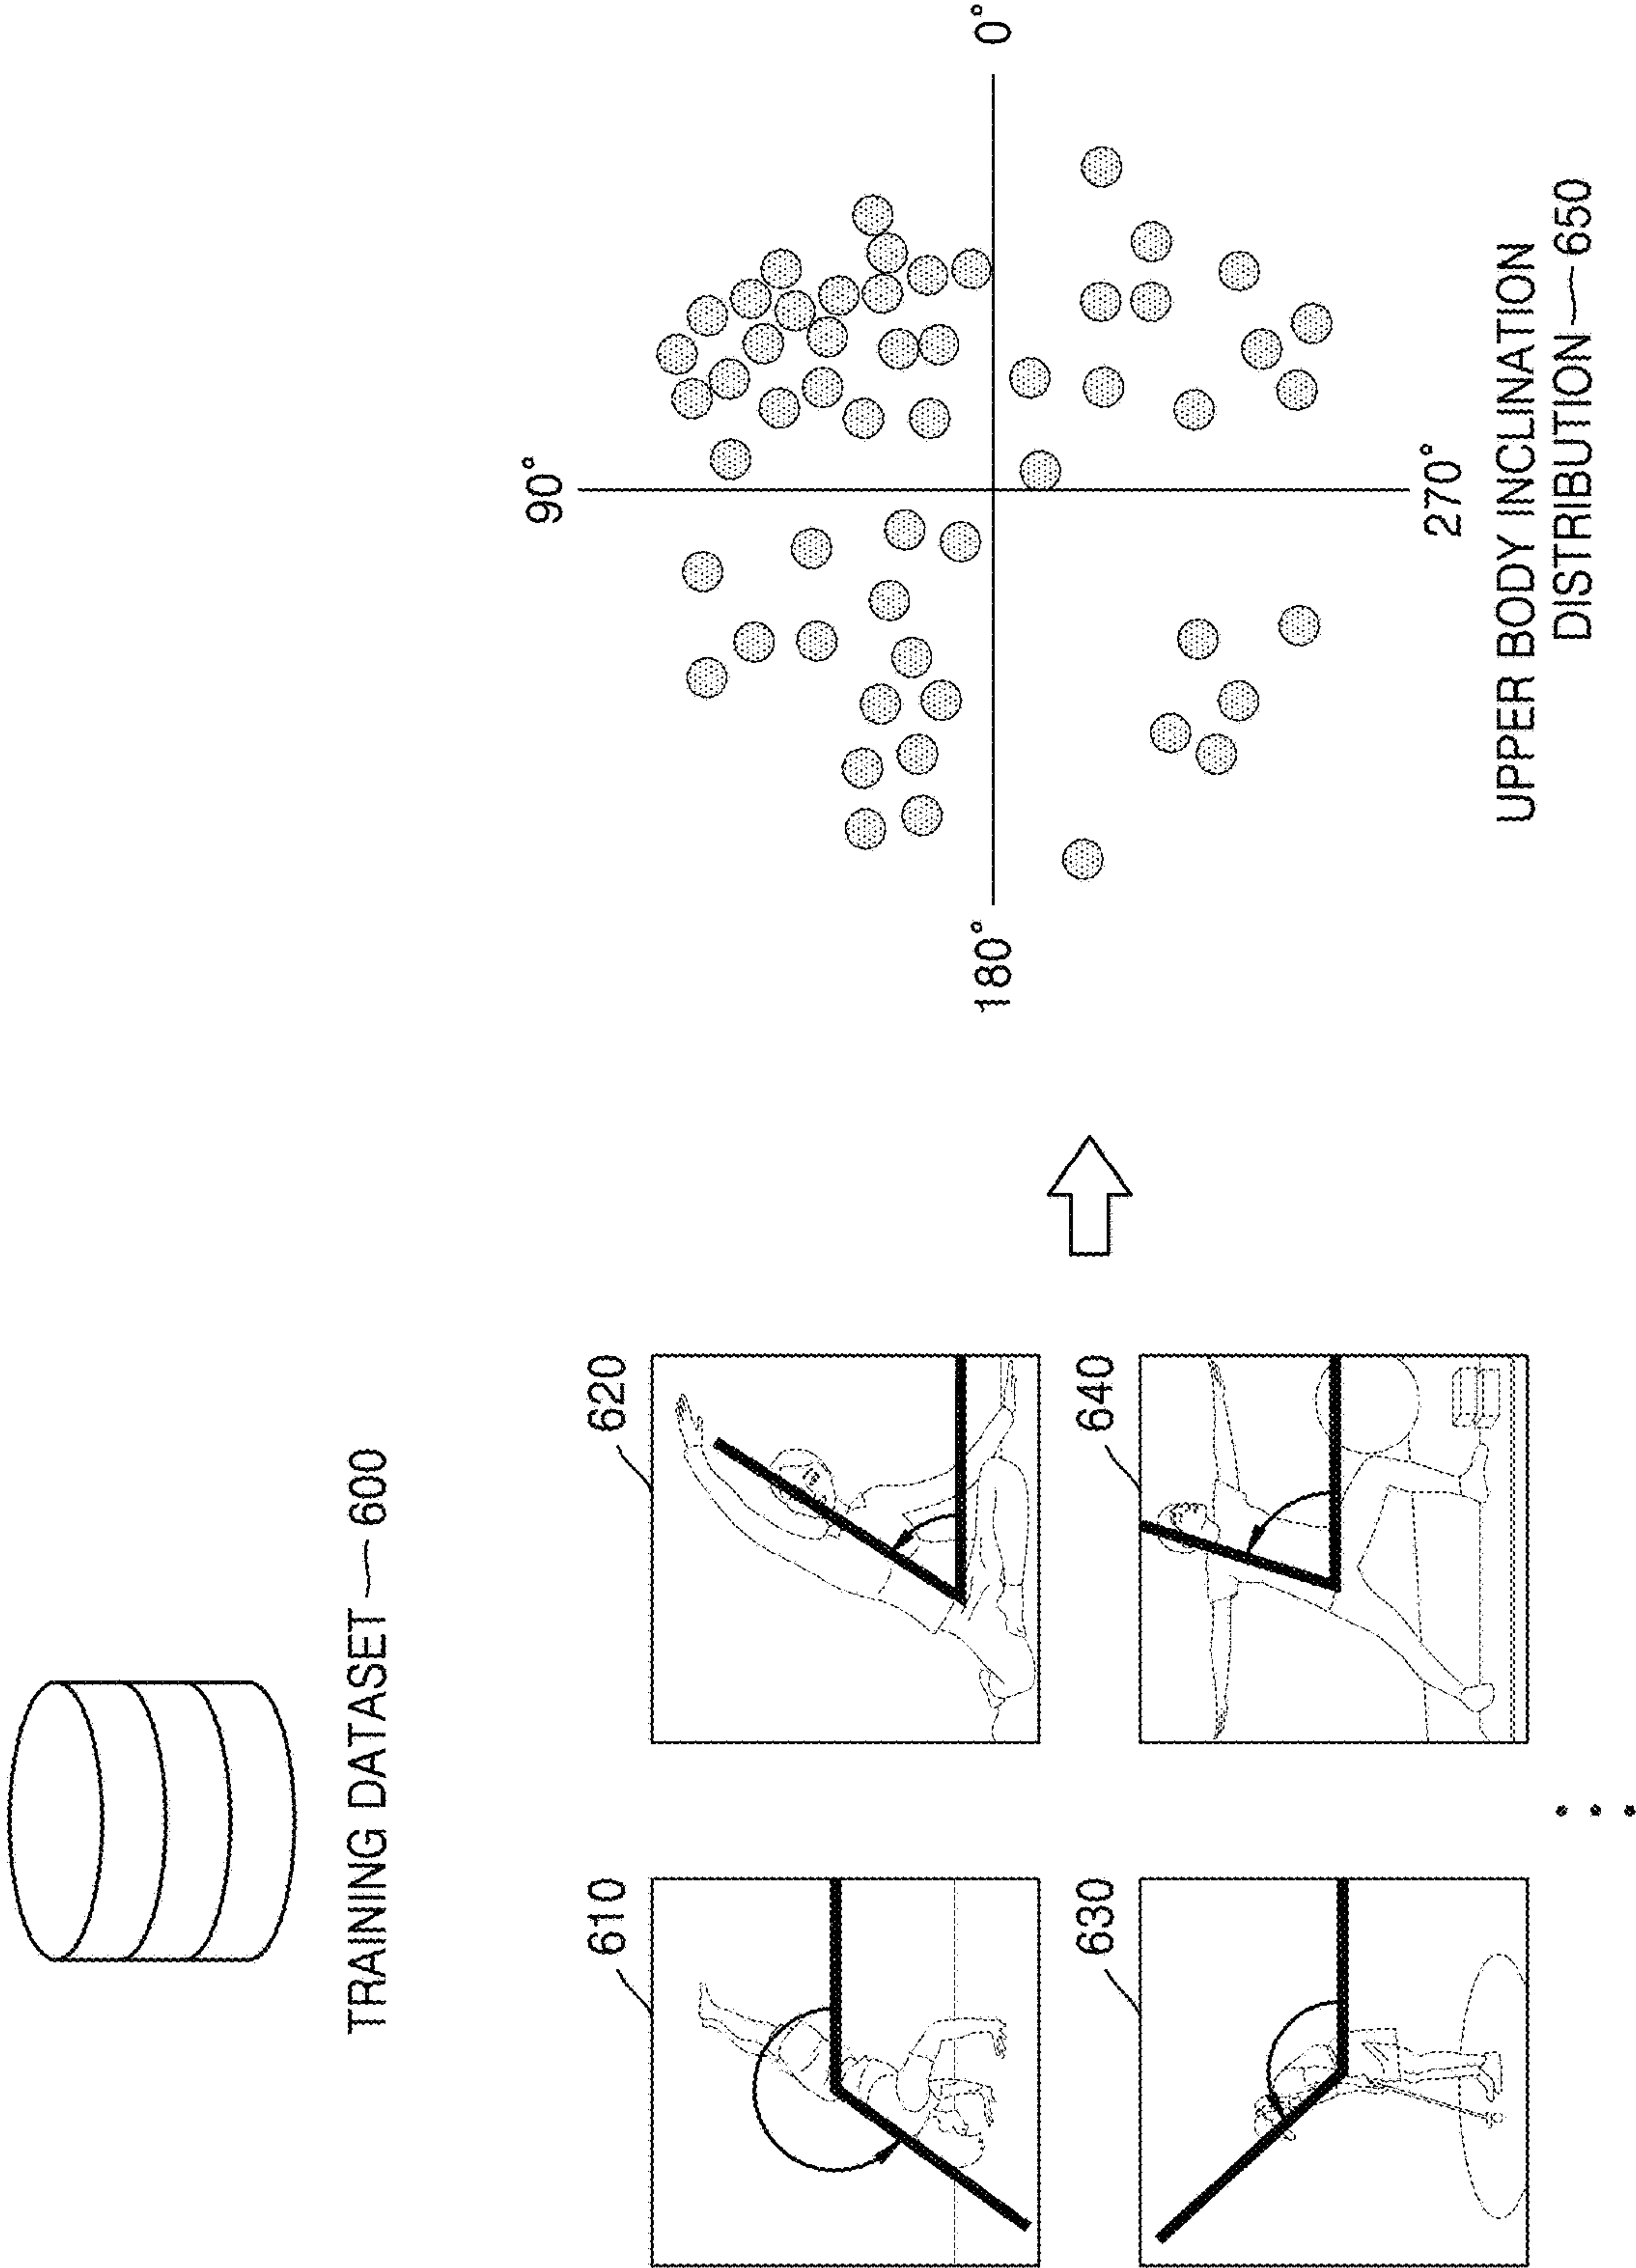 TRAINING DATASET — 600
610
620
630
640
90°
180°
0°
270°
UPPER BODY INCLINATION
DISTRIBUTION — 650